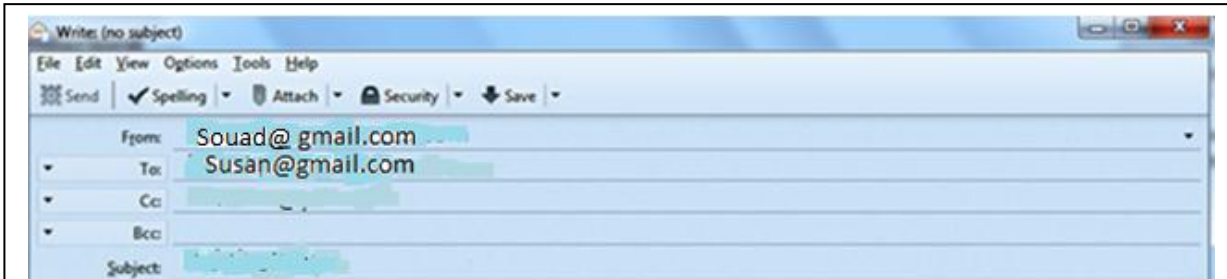 Write: (no subject)
File Edit View Options Tools Help
Send Spelling Attach Security Save
From: Souad@ gmail.com
To: Susan@gmail.com
Cc:
Bcc:
Subject: